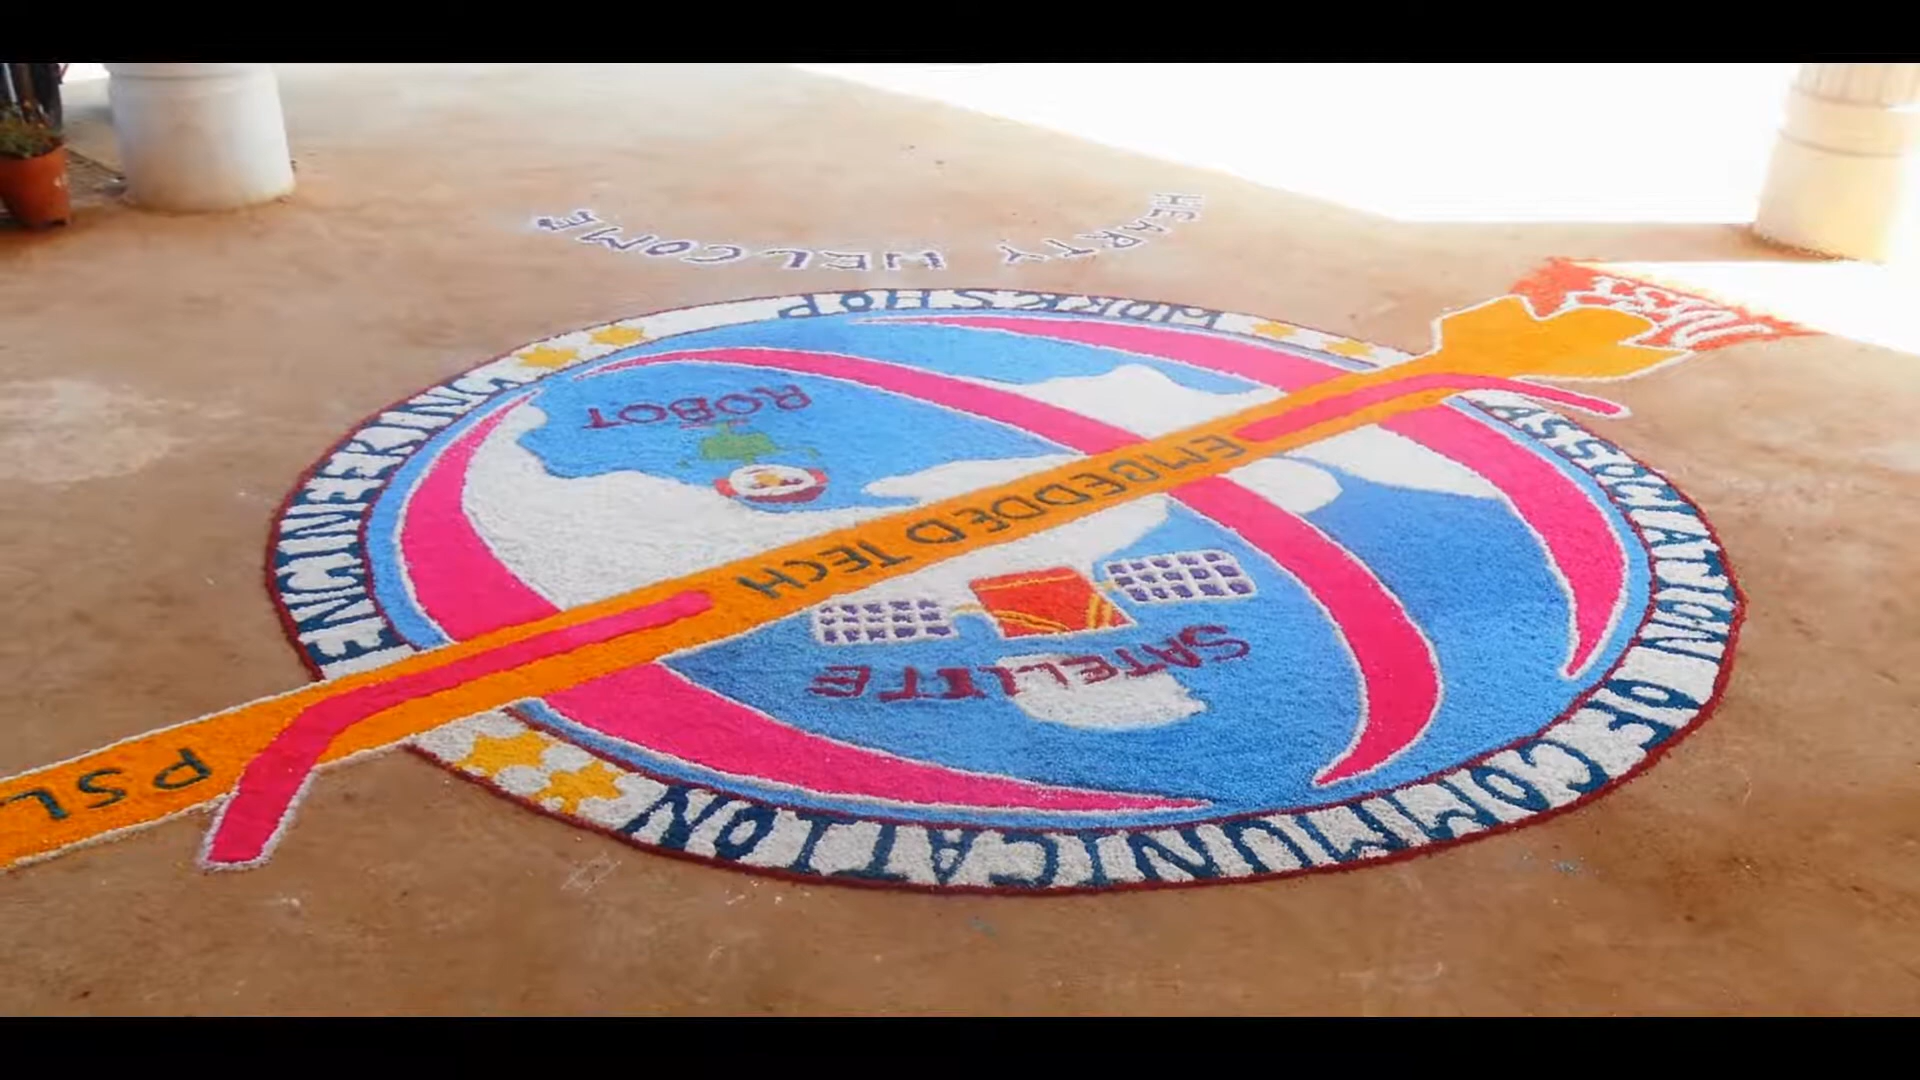 HEARTY WELCOME
ASSOCIATION OF COMMUNICATION
ENGINEERING
WORKSHOP
ROBOT
EMBEDDED TECH
SATELLITE
PSL